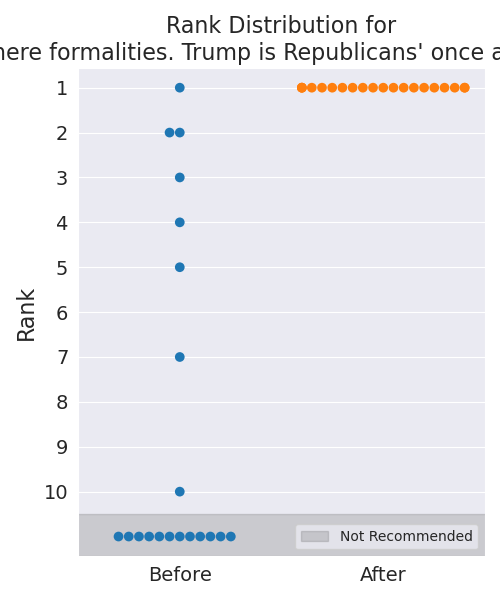 Rank Distribution for
here formalities. Trump is Republicans' once a
1
2
3
4
5
6
7
8
9
10
Rank
Not Recommended
Before
After